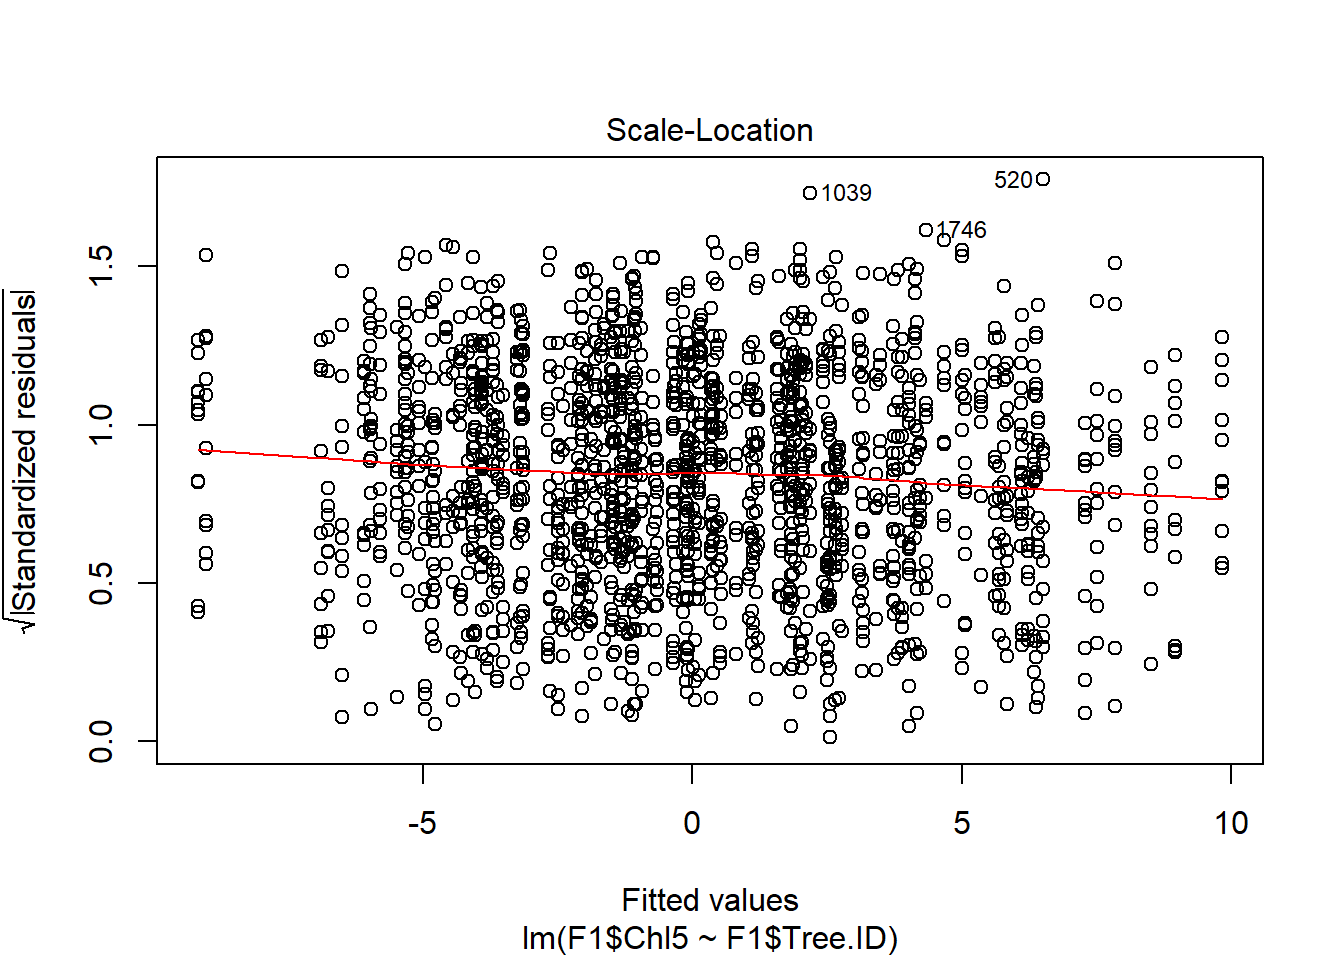 Scale-Location
√|Standardized residuals|
0.0 0.5 1.0 1.5
520
1039
1746
-5 0 5 10
Fitted values
lm(F1$Chl5 ~ F1$Tree.ID)